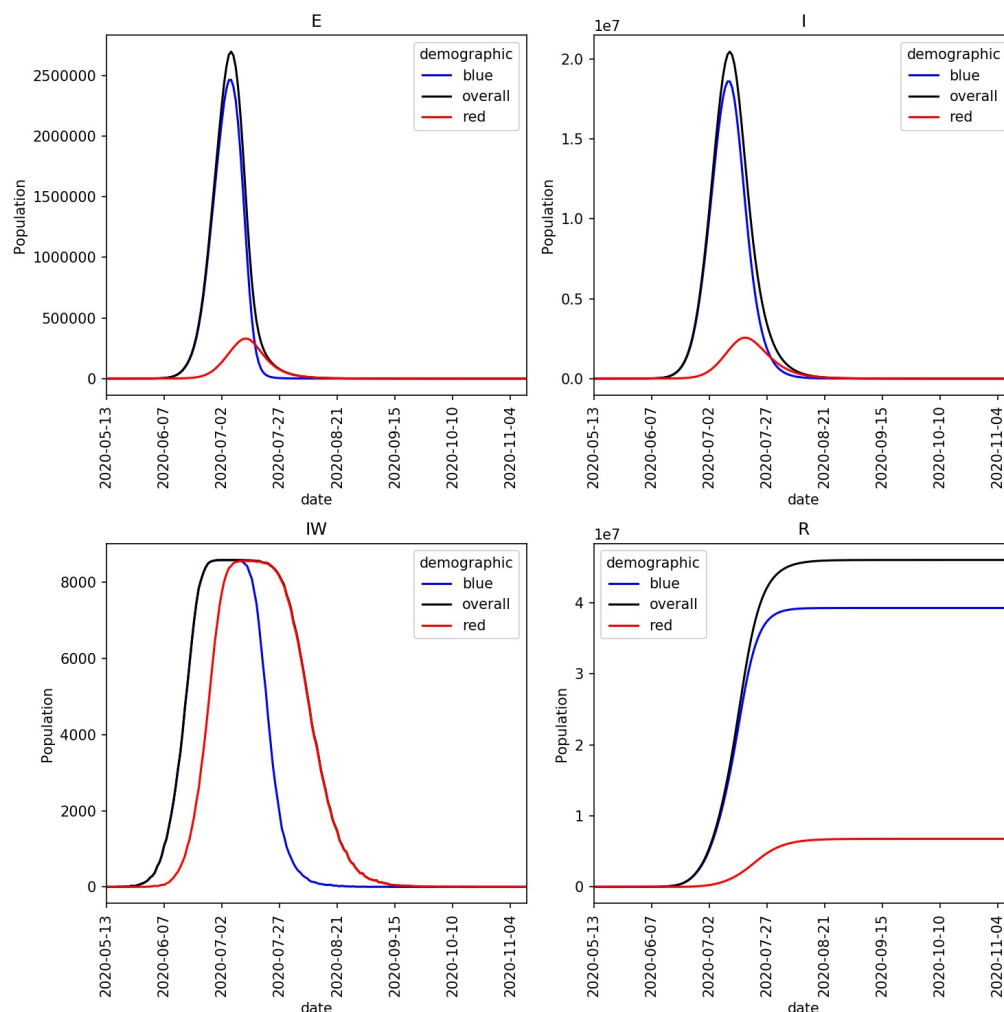 E
demographic
blue
overall
red
2500000
2000000
1500000
1000000
500000
0
Population
2020-05-13
2020-06-07
2020-07-02
2020-07-27
2020-08-21
2020-09-15
2020-10-10
2020-11-04
date
I
1e7
demographic
blue
overall
red
2.0
1.5
1.0
0.5
0.0
Population
2020-05-13
2020-06-07
2020-07-02
2020-07-27
2020-08-21
2020-09-15
2020-10-10
2020-11-04
date
IW
demographic
blue
overall
red
8000
6000
4000
2000
0
Population
2020-05-13
2020-06-07
2020-07-02
2020-07-27
2020-08-21
2020-09-15
2020-10-10
2020-11-04
date
R
1e7
demographic
blue
overall
red
4
3
2
1
0
Population
2020-05-13
2020-06-07
2020-07-02
2020-07-27
2020-08-21
2020-09-15
2020-10-10
2020-11-04
date